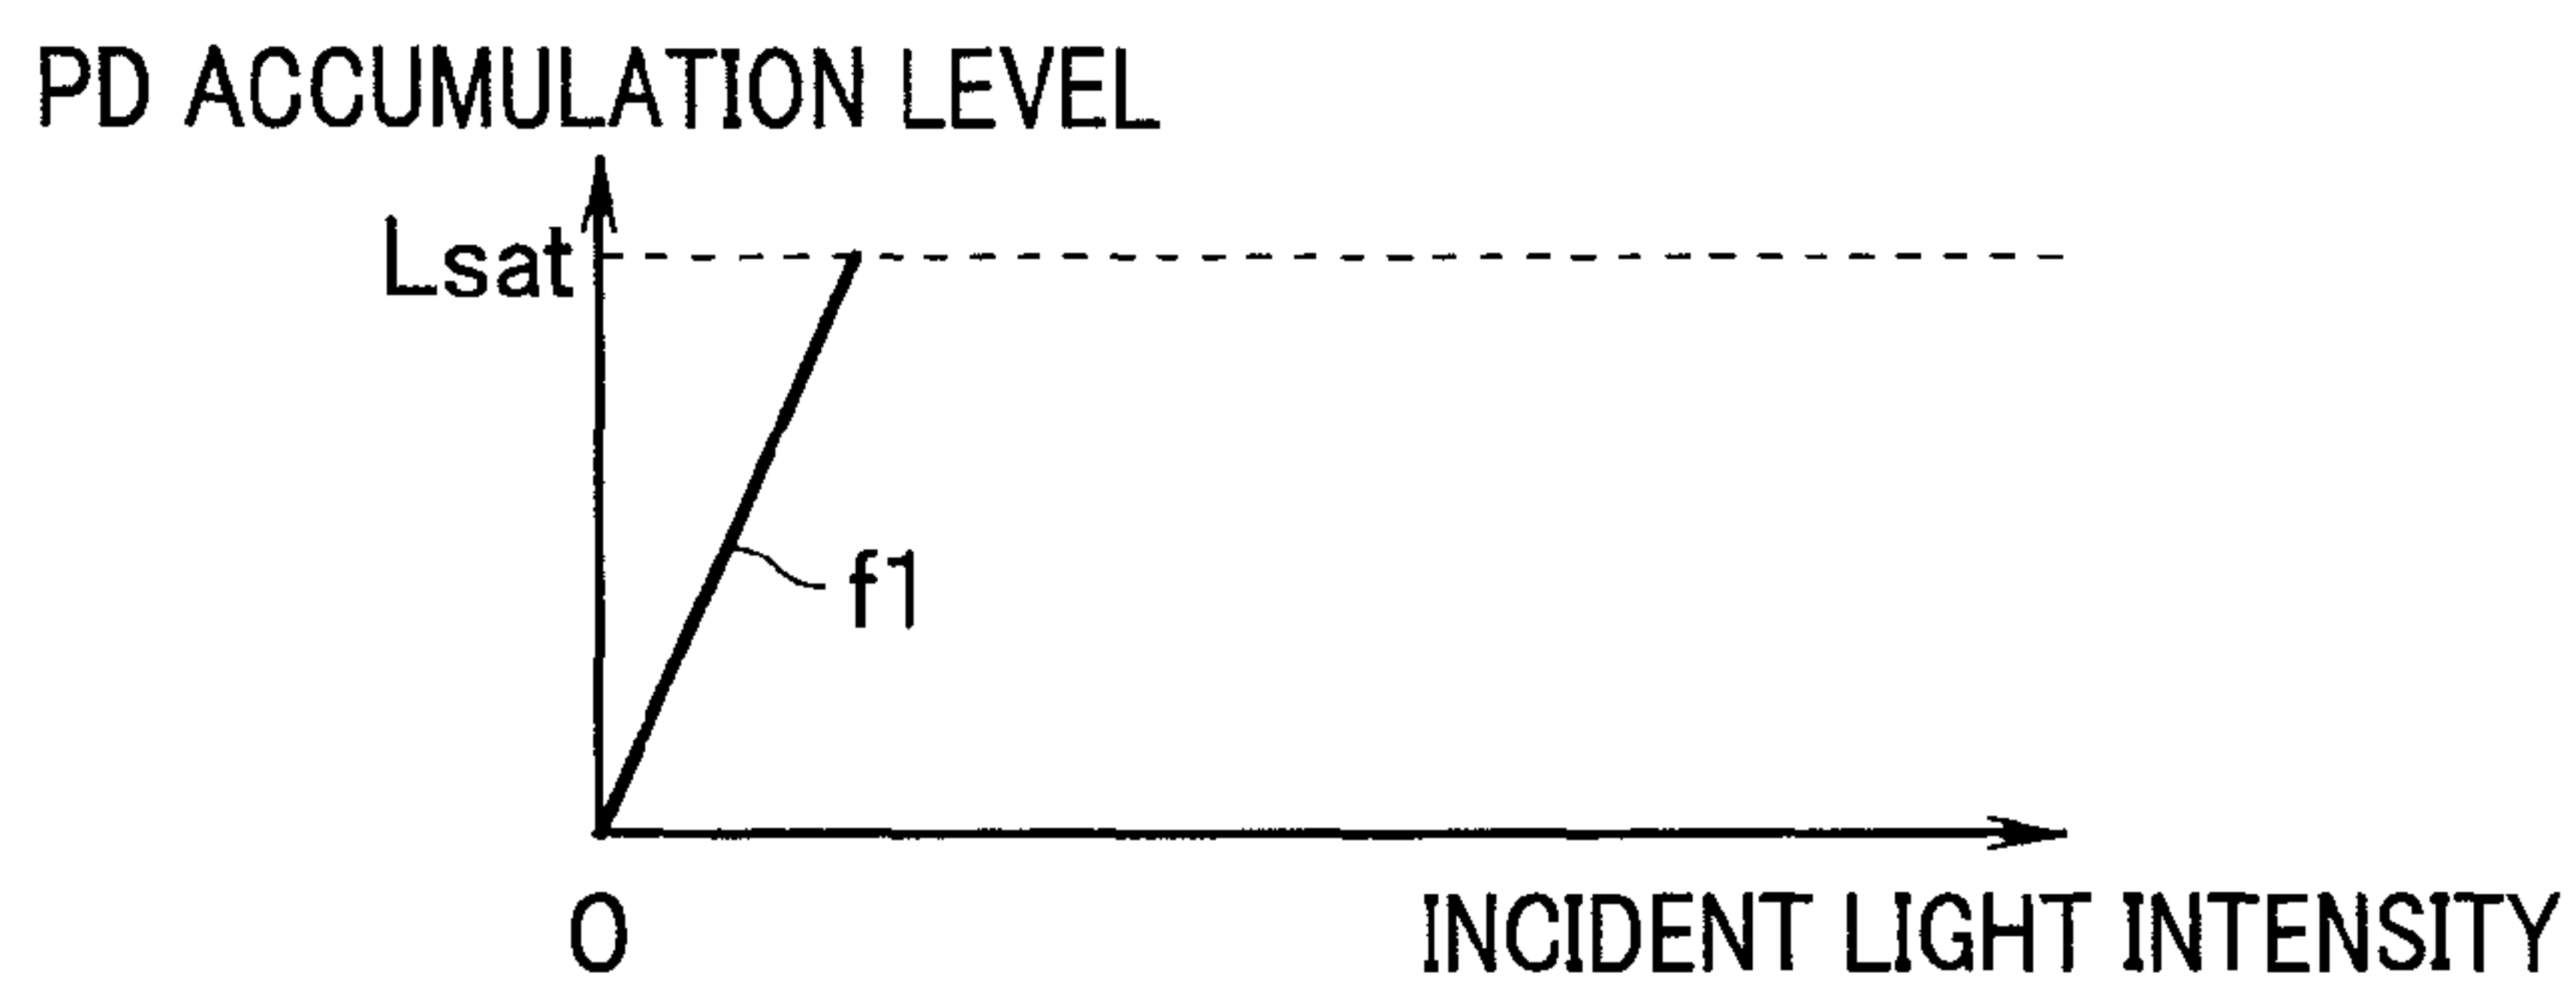 PD ACCUMULATION LEVEL
Lsat
f1
0
INCIDENT LIGHT INTENSITY